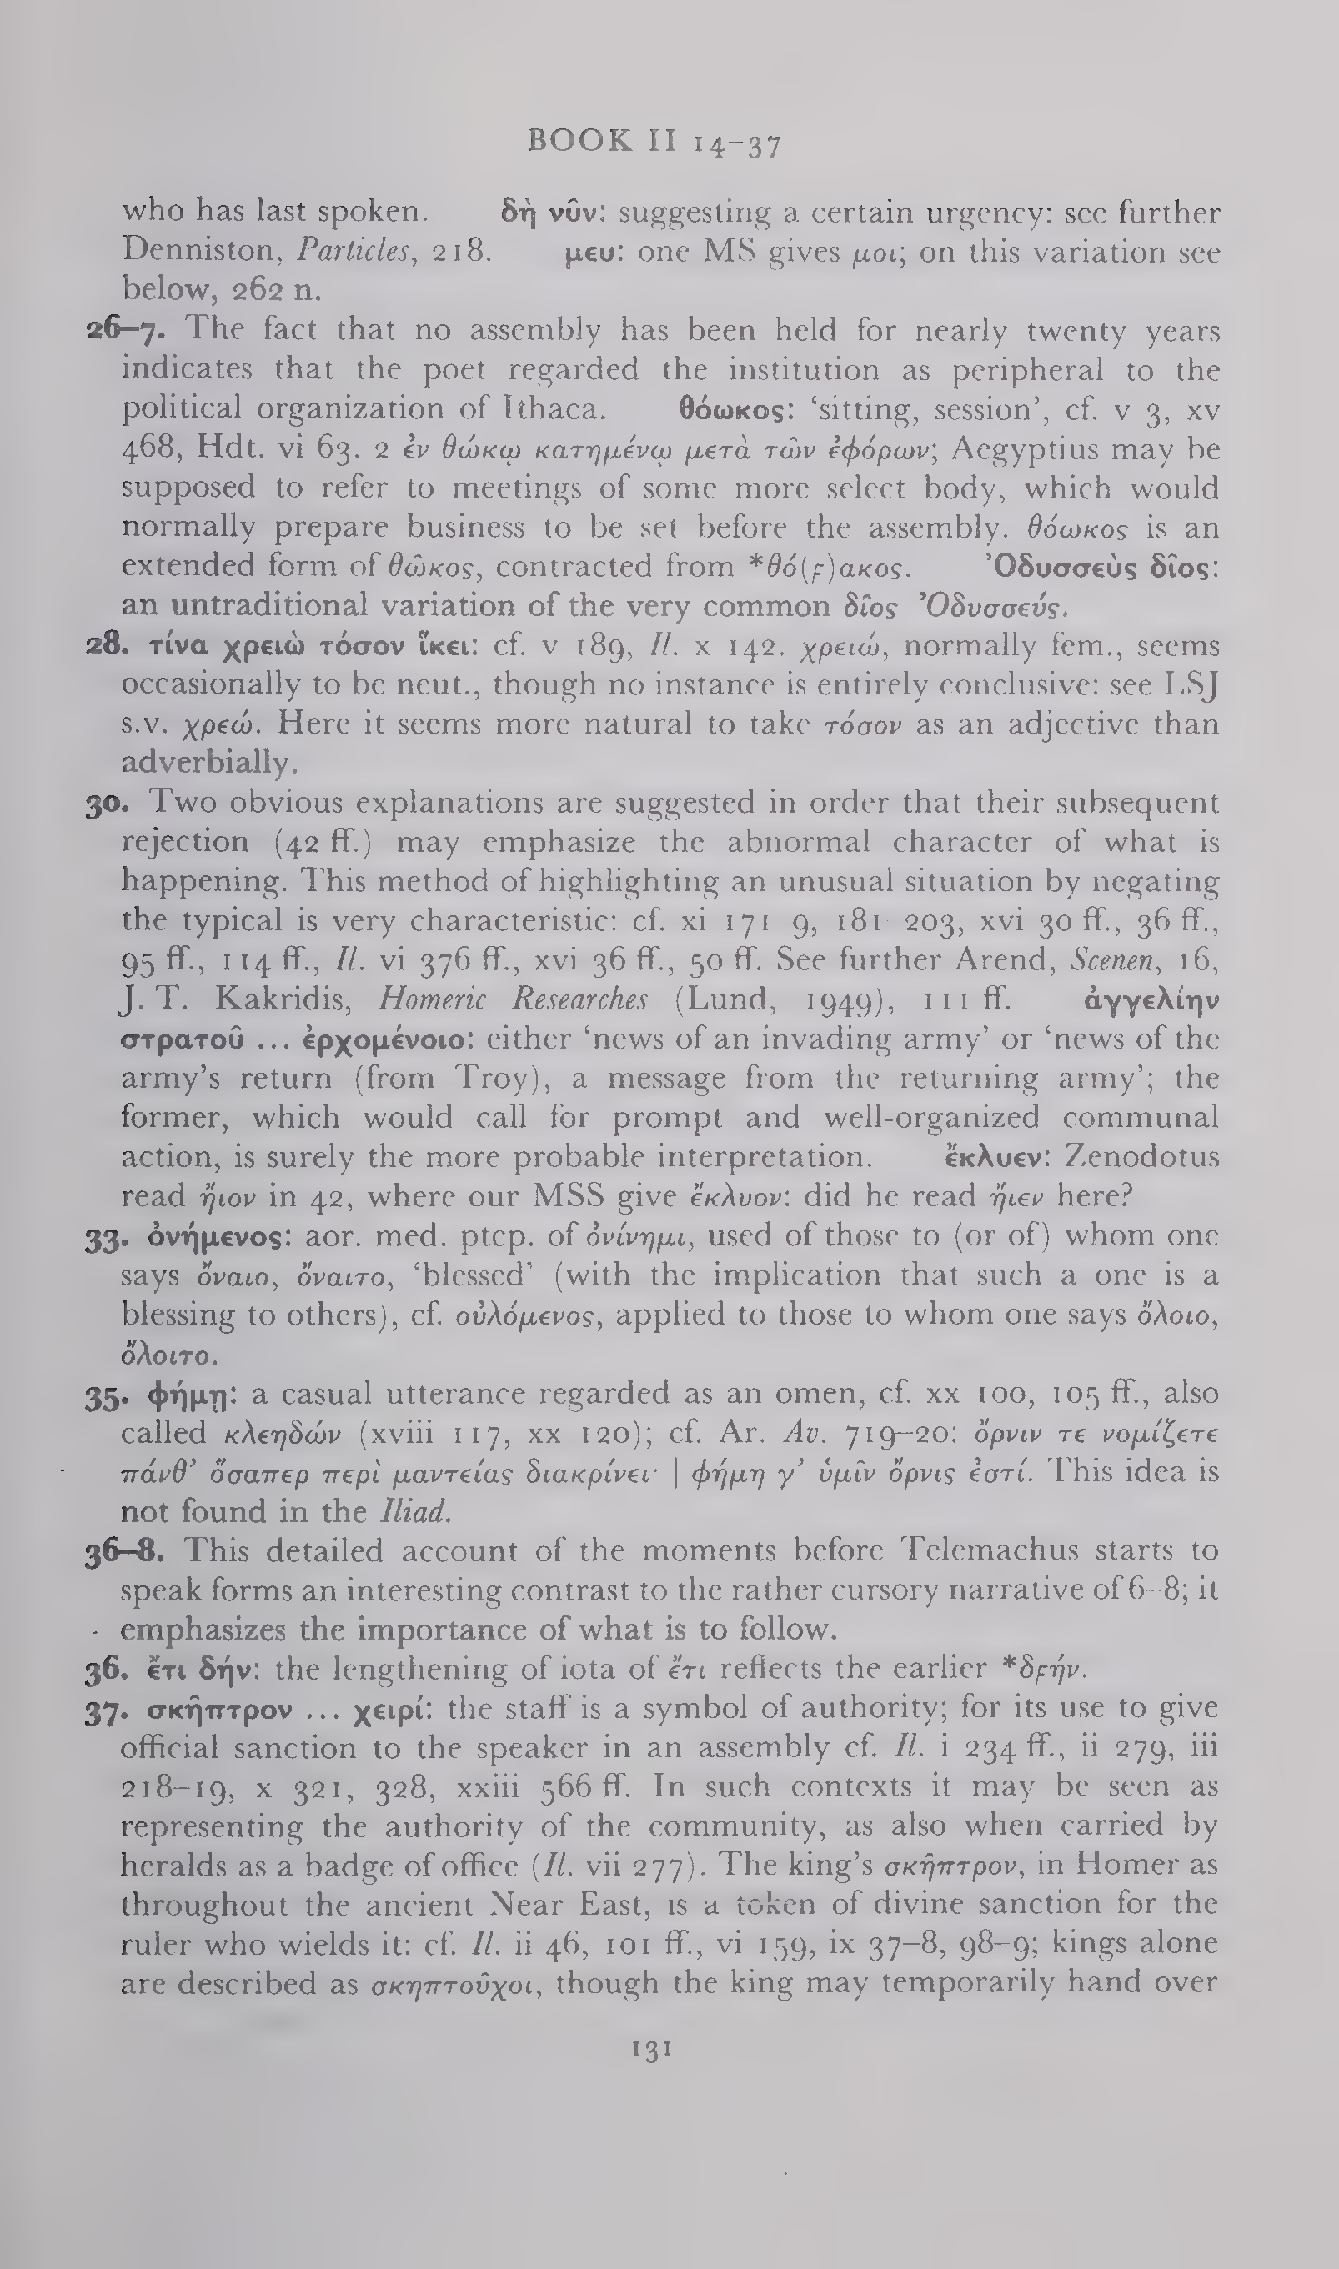 BOOK II 14–37
who has last spoken. δὴ νῦν: suggesting a certain urgency: see further
Denniston, Particles, 218. μευ: one MS gives μοι; on this variation see
below, 262 n.
26–7. The fact that no assembly has been held for nearly twenty years
indicates that the poet regarded the institution as peripheral to the
political organization of Ithaca. θόωκος: ‘sitting, session’, cf. v 3, xv
468, Hdt. vi 63. 2 ἐν θώκῳ κατημένῳ μετὰ τῶν ἐφόρων; Aegyptius may be
supposed to refer to meetings of some more select body, which would
normally prepare business to be set before the assembly. θόωκος is an
extended form of θῶκος, contracted from *θό(ϝ)ακος. Ὀδυσσεὺς δῖος:
an untraditional variation of the very common δῖος Ὀδυσσεύς.
28. τίνα χρειὼ τόσον ἵκει: cf. v 189, Il. x 142. χρειώ, normally fem., seems
occasionally to be neut., though no instance is entirely conclusive: see LSJ
s.v. χρεώ. Here it seems more natural to take τόσον as an adjective than
adverbially.
30. Two obvious explanations are suggested in order that their subsequent
rejection (42 ff.) may emphasize the abnormal character of what is
happening. This method of highlighting an unusual situation by negating
the typical is very characteristic: cf. xi 171–9, 181–203, xvi 30 ff., 36 ff.,
95 ff., 114 ff., Il. vi 376 ff., xvi 36 ff., 50 ff. See further Arend, Scenen, 16,
J. T. Kakridis, Homeric Researches (Lund, 1949), 111 ff. ἀγγελίην
στρατοῦ ... ἐρχομένοιο: either ‘news of an invading army’ or ‘news of the
army’s return (from Troy), a message from the returning army’; the
former, which would call for prompt and well-organized communal
action, is surely the more probable interpretation. ἔκλυεν: Zenodotus
read ἤιον in 42, where our MSS give ἔκλυον: did he read ἤιεν here?
33. ὀνήμενος: aor. med. ptcp. of ὀνίνημι, used of those to (or of) whom one
says ὄναιο, ὄναιτο, ‘blessed’ (with the implication that such a one is a
blessing to others), cf. οὐλόμενος, applied to those to whom one says ὄλοιο,
ὄλοιτο.
35. φήμῃ: a casual utterance regarded as an omen, cf. xx 100, 105 ff., also
called κλεηδών (xviii 117, xx 120); cf. Ar. Av. 719–20: ὄρνιν τε νομίζετε
πάνθ’ ὅσαπερ περὶ μαντείας διακρίνει· | φήμη γ’ ὑμῖν ὄρνις ἐστί. This idea is
not found in the Iliad.
36–8. This detailed account of the moments before Telemachus starts to
speak forms an interesting contrast to the rather cursory narrative of 6–8; it
emphasizes the importance of what is to follow.
36. ἔτι δήν: the lengthening of iota of ἔτι reflects the earlier *δϝήν.
37. σκῆπτρον ... χειρί: the staff is a symbol of authority; for its use to give
official sanction to the speaker in an assembly cf. Il. i 234 ff., ii 279, iii
218–19, x 321, 328, xxiii 566 ff. In such contexts it may be seen as
representing the authority of the community, as also when carried by
heralds as a badge of office (Il. vii 277). The king’s σκῆπτρον, in Homer as
throughout the ancient Near East, is a token of divine sanction for the
ruler who wields it: cf. Il. ii 46, 101 ff., vi 159, ix 37–8, 98–9; kings alone
are described as σκηπτοῦχοι, though the king may temporarily hand over
131